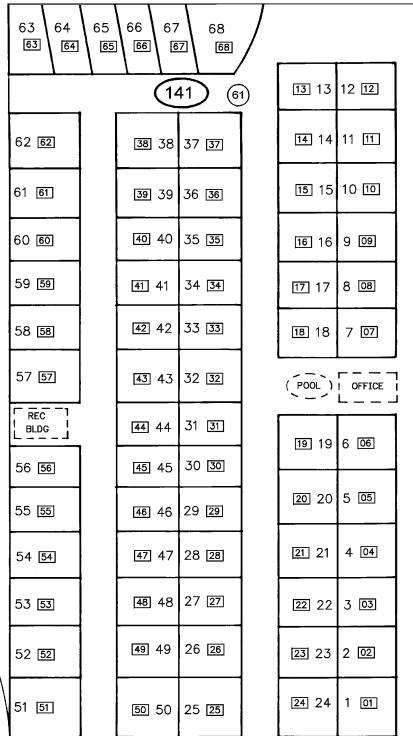 63 64 65 66 67 68
63 64 65 66 67 68
141 61
13 13 12 12
62 62 38 38 37 37 14 14 11 11
61 61 39 39 36 36 15 15 10 10
60 60 40 40 35 35 16 16 9 09
59 59 41 41 34 34 17 17 8 08
58 58 42 42 33 33 18 18 7 07
57 57 43 43 32 32 POOL OFFICE
REC
BLDG
44 44 31 31 19 19 6 06
56 56 45 45 30 30 20 20 5 05
55 55 46 46 29 29
54 54 47 47 28 28 21 21 4 04
53 53 48 48 27 27 22 22 3 03
52 52 49 49 26 26 23 23 2 02
51 51 50 50 25 25 24 24 1 01